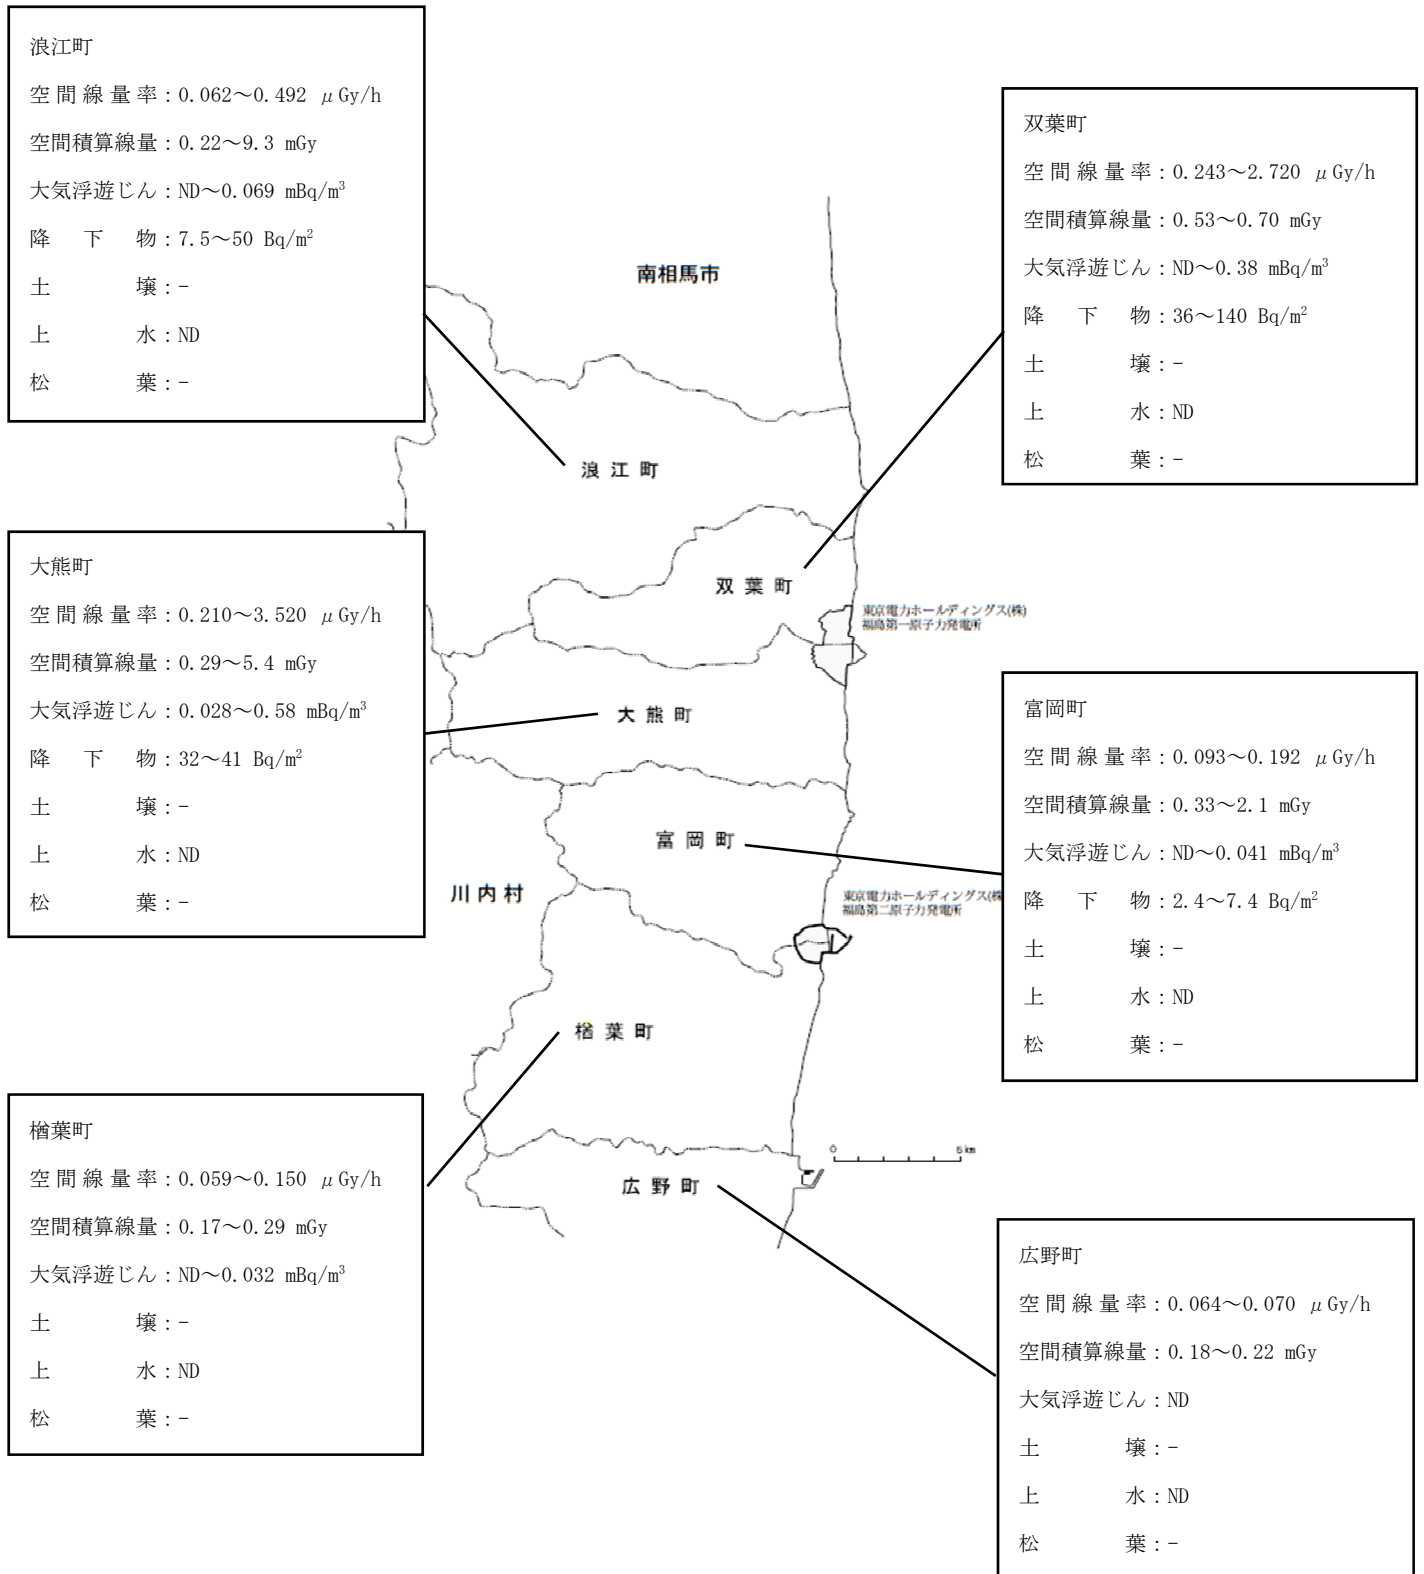 浪江町
空間線量率：0.062～0.492 μGy/h
空間積算線量：0.22～9.3 mGy
大気浮遊じん：ND～0.069 mBq/m³
降下物：7.5～50 Bq/m²
土壌：-
上水：ND
松葉：-
双葉町
空間線量率：0.243～2.720 μGy/h
空間積算線量：0.53～0.70 mGy
大気浮遊じん：ND～0.38 mBq/m³
降下物：36～140 Bq/m²
土壌：-
上水：ND
松葉：-
南相馬市
浪江町
双葉町
東京電力ホールディングス(株)
福島第一原子力発電所
大熊町
空間線量率：0.210～3.520 μGy/h
空間積算線量：0.29～5.4 mGy
大気浮遊じん：0.028～0.58 mBq/m³
降下物：32～41 Bq/m²
土壌：-
上水：ND
松葉：-
大熊町
富岡町
空間線量率：0.093～0.192 μGy/h
空間積算線量：0.33～2.1 mGy
大気浮遊じん：ND～0.041 mBq/m³
降下物：2.4～7.4 Bq/m²
土壌：-
上水：ND
松葉：-
富岡町
川内村
東京電力ホールディングス(株
福島第二原子力発電所
楢葉町
楢葉町
空間線量率：0.059～0.150 μGy/h
空間積算線量：0.17～0.29 mGy
大気浮遊じん：ND～0.032 mBq/m³
土壌：-
上水：ND
松葉：-
0 5km
広野町
広野町
空間線量率：0.064～0.070 μGy/h
空間積算線量：0.18～0.22 mGy
大気浮遊じん：ND
土壌：-
上水：ND
松葉：-